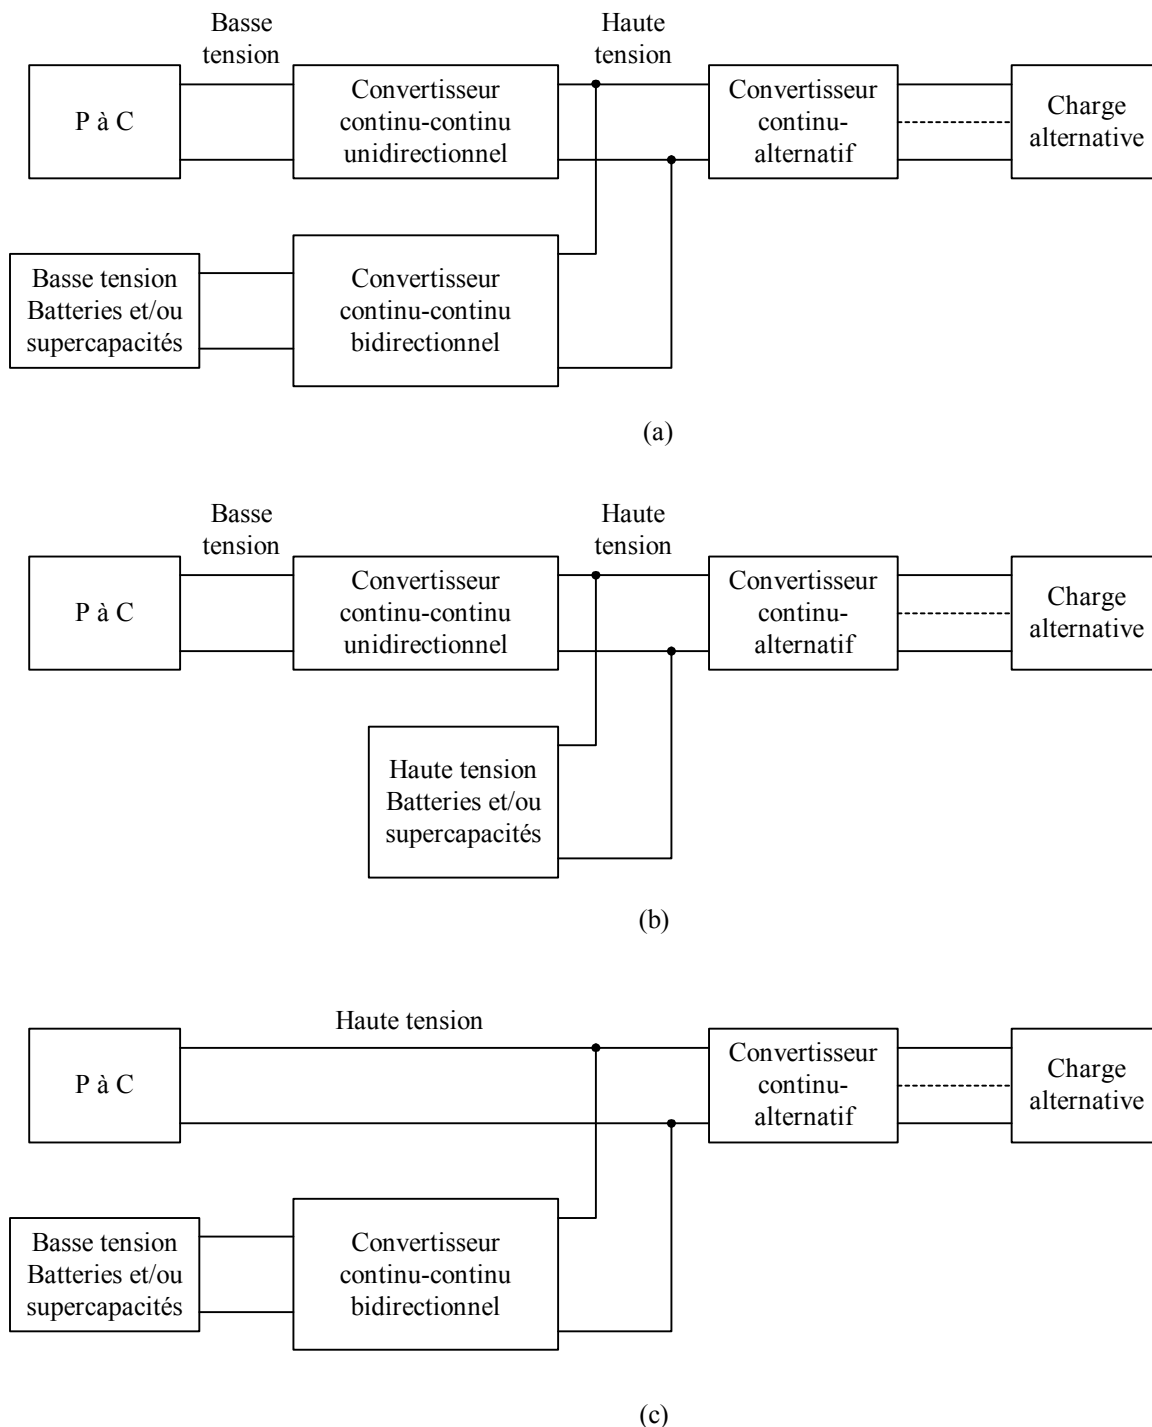 Basse
tension
Haute
tension
P à C
Convertisseur
continu-continu
unidirectionnel
Convertisseur
continu-
alternatif
Charge
alternative
Basse tension
Batteries et/ou
supercapacités
Convertisseur
continu-continu
bidirectionnel
(a)
Basse
tension
Haute
tension
P à C
Convertisseur
continu-continu
unidirectionnel
Convertisseur
continu-
alternatif
Charge
alternative
Haute tension
Batteries et/ou
supercapacités
(b)
Haute tension
P à C
Convertisseur
continu-
alternatif
Charge
alternative
Basse tension
Batteries et/ou
supercapacités
Convertisseur
continu-continu
bidirectionnel
(c)